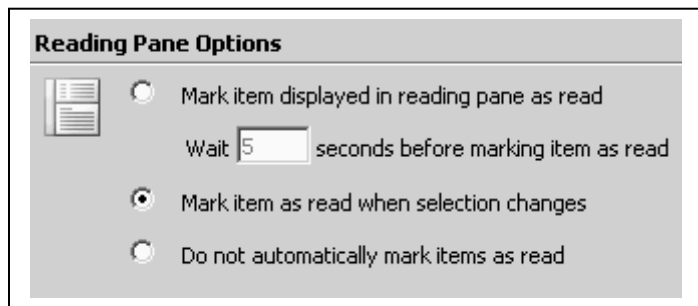 Reading Pane Options
Mark item displayed in reading pane as read
Wait 5 seconds before marking item as read
Mark item as read when selection changes
Do not automatically mark items as read